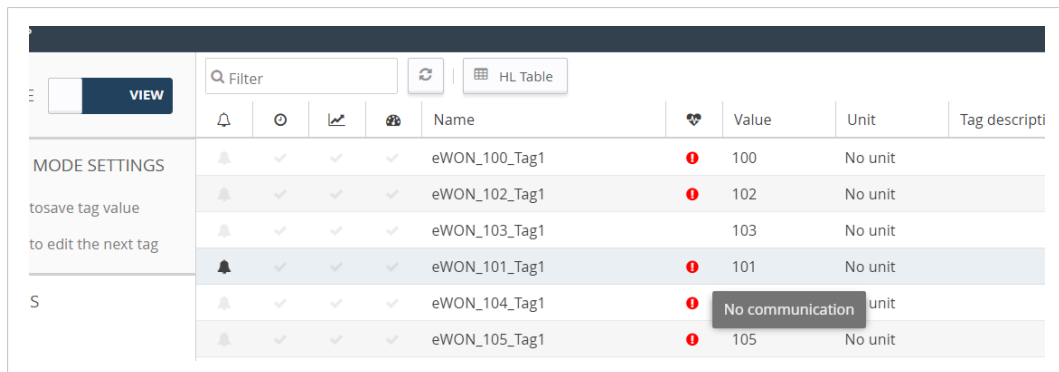 Filter
HL Table
VIEW
Name Value Unit Tag descripti
MODE SETTINGS
tosave tag value
to edit the next tag
S
eWON_100_Tag1 100 No unit
eWON_102_Tag1 102 No unit
eWON_103_Tag1 103 No unit
eWON_101_Tag1 101 No unit
eWON_104_Tag1 unit
No communication
eWON_105_Tag1 105 No unit